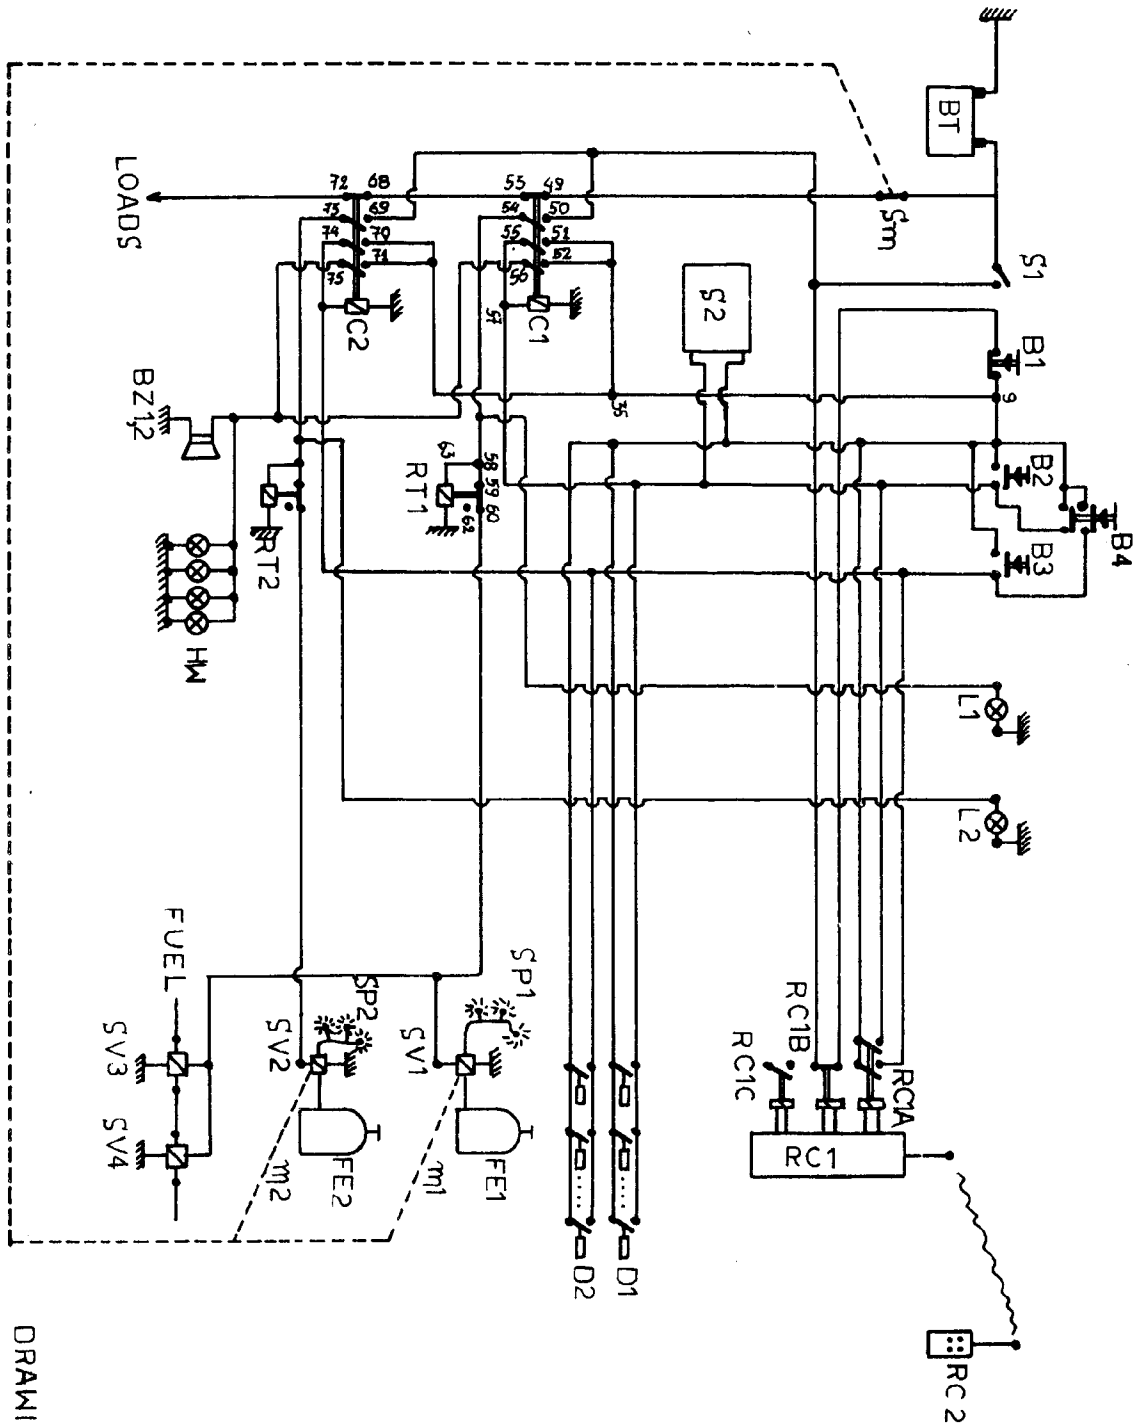 BT
S1
B1
B2
B3
B4
L1
L2
RC 2
9
Sm
S2
35
RC1A
RC1B
RC1C
RC1
D1
D2
49
50
51
52
53
54
55
56
57
C1
58
59
60
62
63
RT1
SP1
SV1
FE1
m1
68
69
70
71
72
73
74
75
C2
RT2
SP2
SV2
FE2
m2
LOADS
BZ1,2
HW
FUEL
SV3
SV4
DRAWI